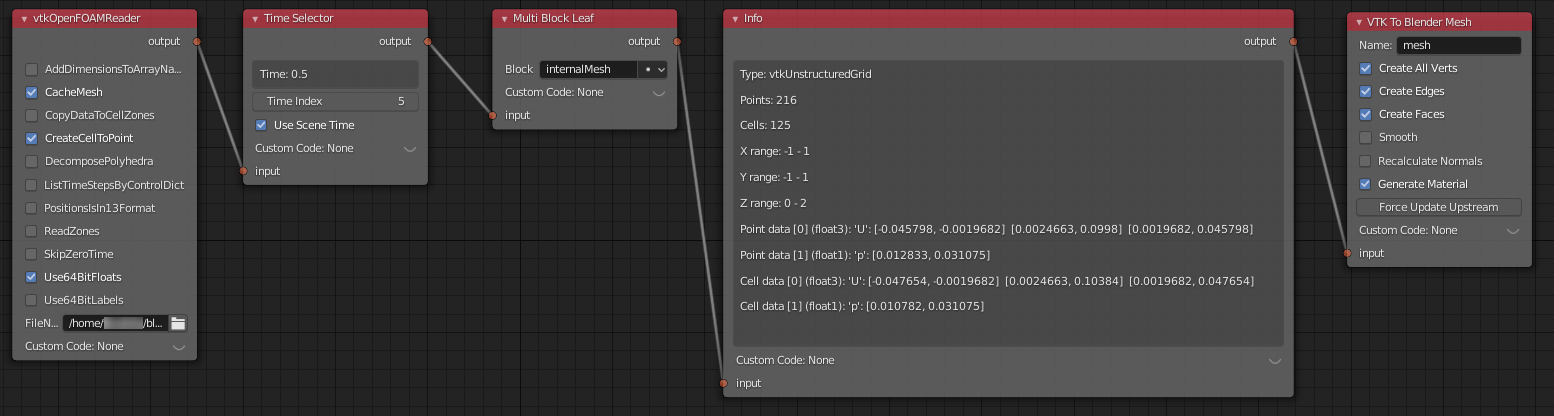 vtkOpenFOAMReader
output
AddDimensionsToArrayNa...
CacheMesh
CopyDataToCellZones
CreateCellToPoint
DecomposePolyhedra
ListTimeStepsByControlDict
PositionsIsIn13Format
ReadZones
SkipZeroTime
Use64BitFloats
Use64BitLabels
FileN... /home/ /bl...
Custom Code: None
Time Selector
output
Time: 0.5
Time Index 5
Use Scene Time
Custom Code: None
input
Multi Block Leaf
output
Block internalMesh
Custom Code: None
input
Info
output
Type: vtkUnstructuredGrid
Points: 216
Cells: 125
X range: -1 - 1
Y range: -1 - 1
Z range: 0 - 2
Point data [0] (float3): 'U': [-0.045798, -0.0019682] [0.0024663, 0.0998] [0.0019682, 0.045798]
Point data [1] (float1): 'p': [0.012833, 0.031075]
Cell data [0] (float3): 'U': [-0.047654, -0.0019682] [0.0024663, 0.10384] [0.0019682, 0.047654]
Cell data [1] (float1): 'p': [0.010782, 0.031075]
Custom Code: None
input
VTK To Blender Mesh
Name: mesh
Create All Verts
Create Edges
Create Faces
Smooth
Recalculate Normals
Generate Material
Force Update Upstream
Custom Code: None
input